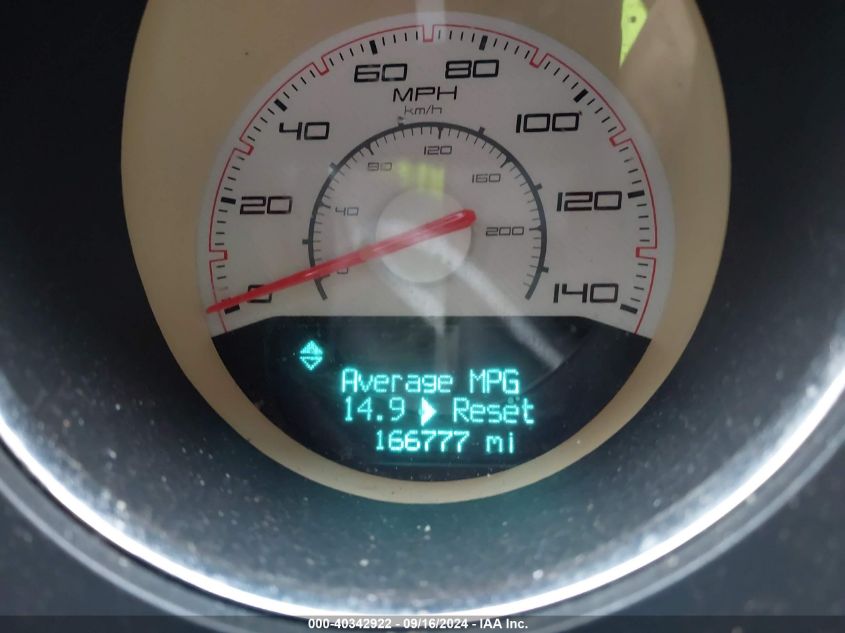 60 80
MPH
km/h
40 100
120
80 160
20 40 120
200
0 0 140
Average MPG
14.9 Reset
166777 mi
000-40342922 - 09/16/2024 - IAA Inc.